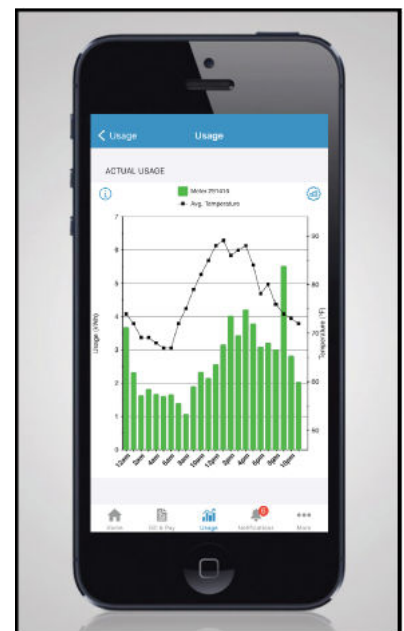 Usage
Usage
ACTUAL USAGE
Avg. Temperature
7
6
5
4
3
2
1
0
Usage (kWh)
90
80
70
60
50
Temperature (°F)
12am 2am 4am 6am 8am 10am 12pm 2pm 4pm 6pm 8pm 10pm
6
Home Bill & Pay Usage Notifications More